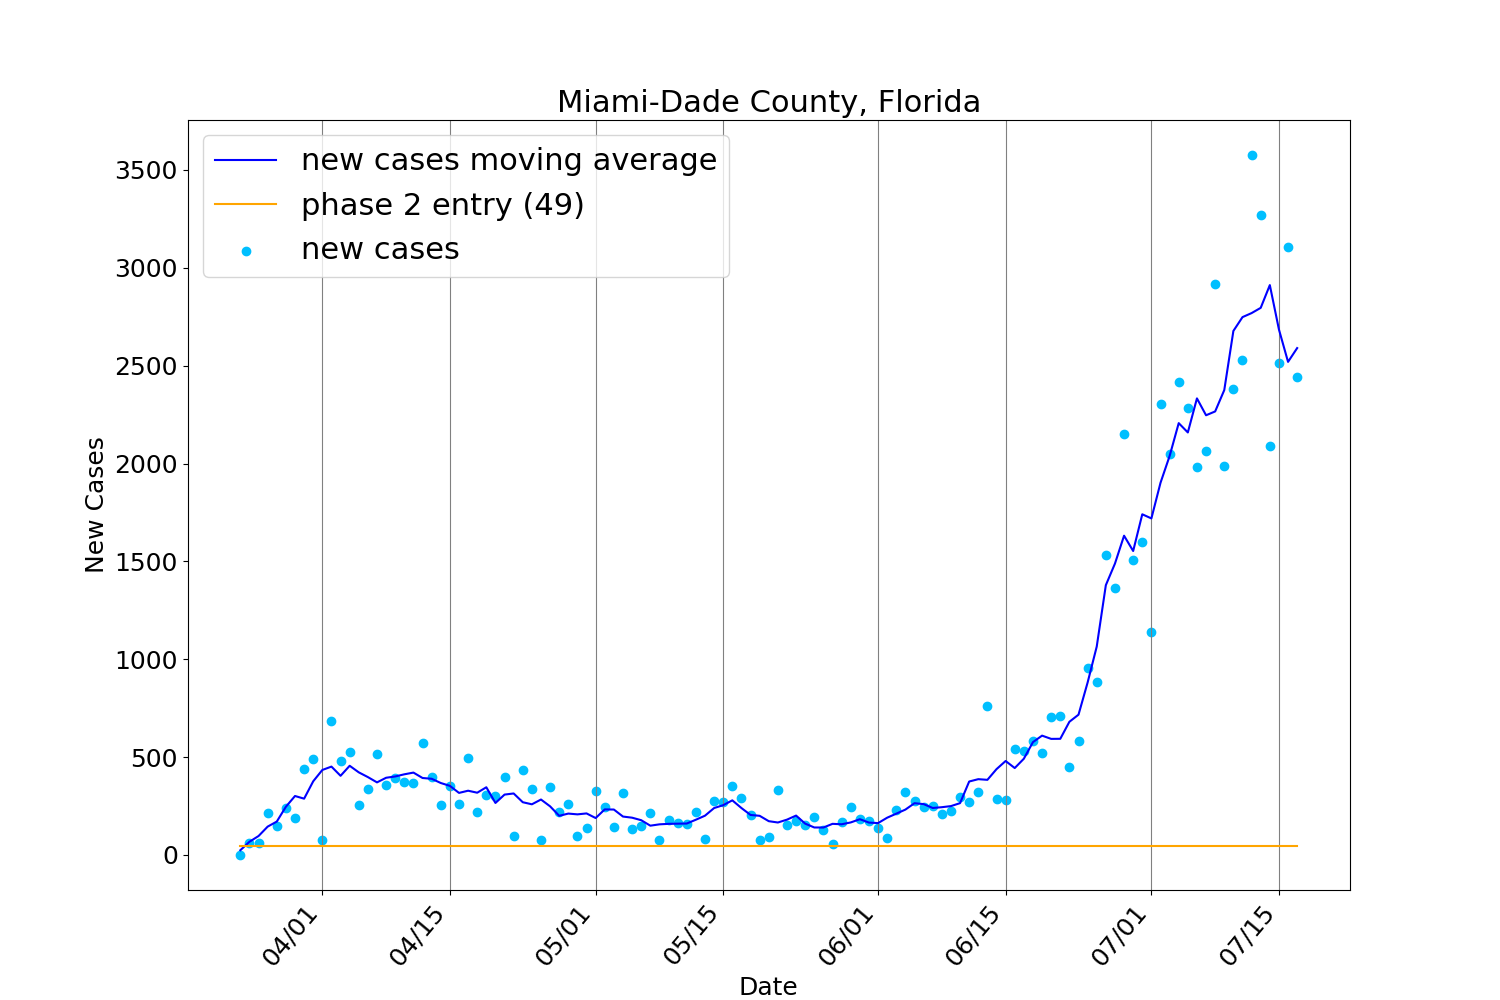 Miami-Dade County, Florida
new cases moving average
phase 2 entry (49)
new cases
New Cases
3500
3000
2500
2000
1500
1000
500
0
04/01
04/15
05/01
05/15
06/01
06/15
07/01
07/15
Date